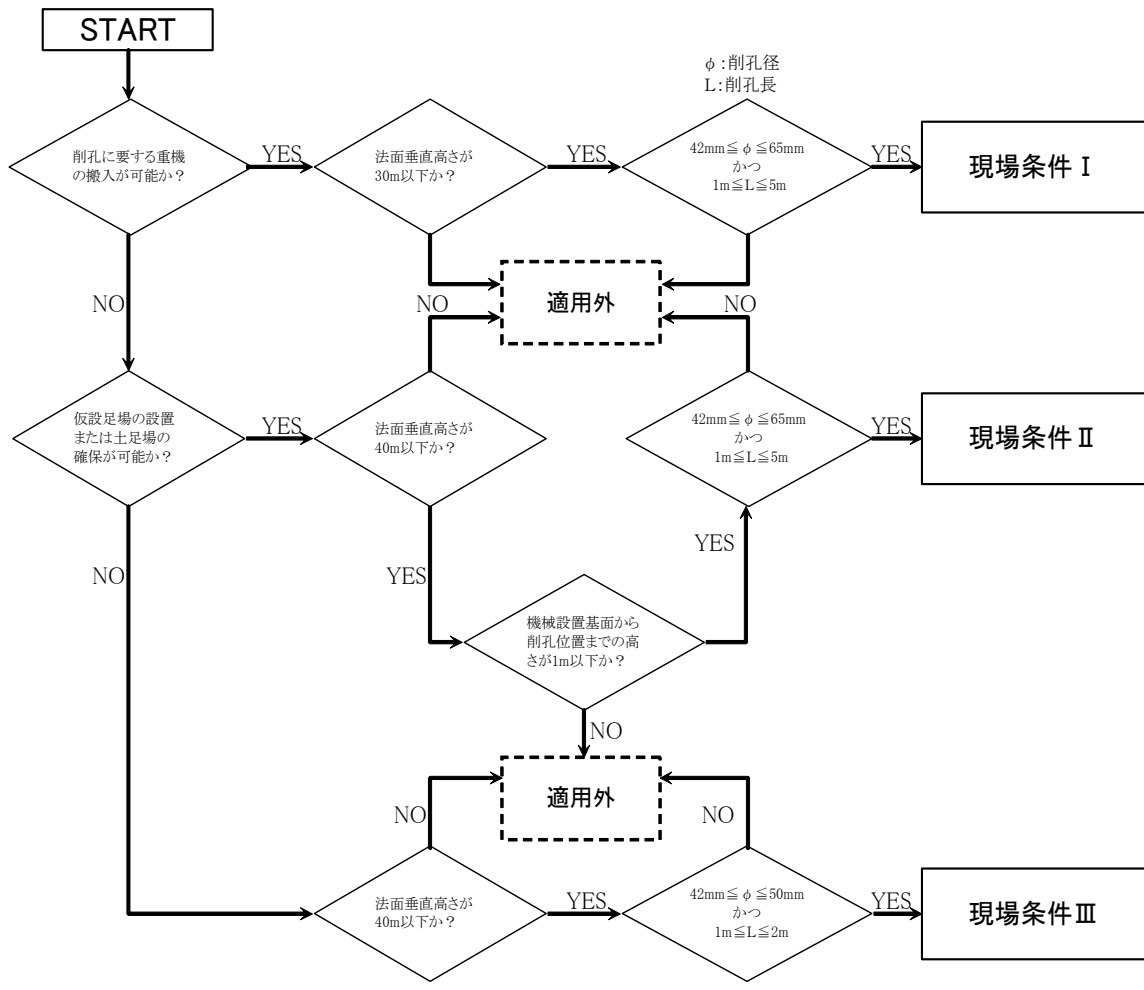 START
φ:削孔径
L:削孔長
削孔に要する重機
の搬入が可能か？
YES
法面垂直高さが
30m以下か？
YES
42mm≦φ≦65mm
かつ
1m≦L≦5m
YES
現場条件Ⅰ
NO
適用外
NO
NO
仮設足場の設置
または土足場の
確保が可能か？
YES
法面垂直高さが
40m以下か？
42mm≦φ≦65mm
かつ
1m≦L≦5m
YES
現場条件Ⅱ
NO
YES
YES
機械設置基面から
削孔位置までの高
さが1m以下か？
NO
適用外
NO
NO
法面垂直高さが
40m以下か？
YES
42mm≦φ≦50mm
かつ
1m≦L≦2m
YES
現場条件Ⅲ